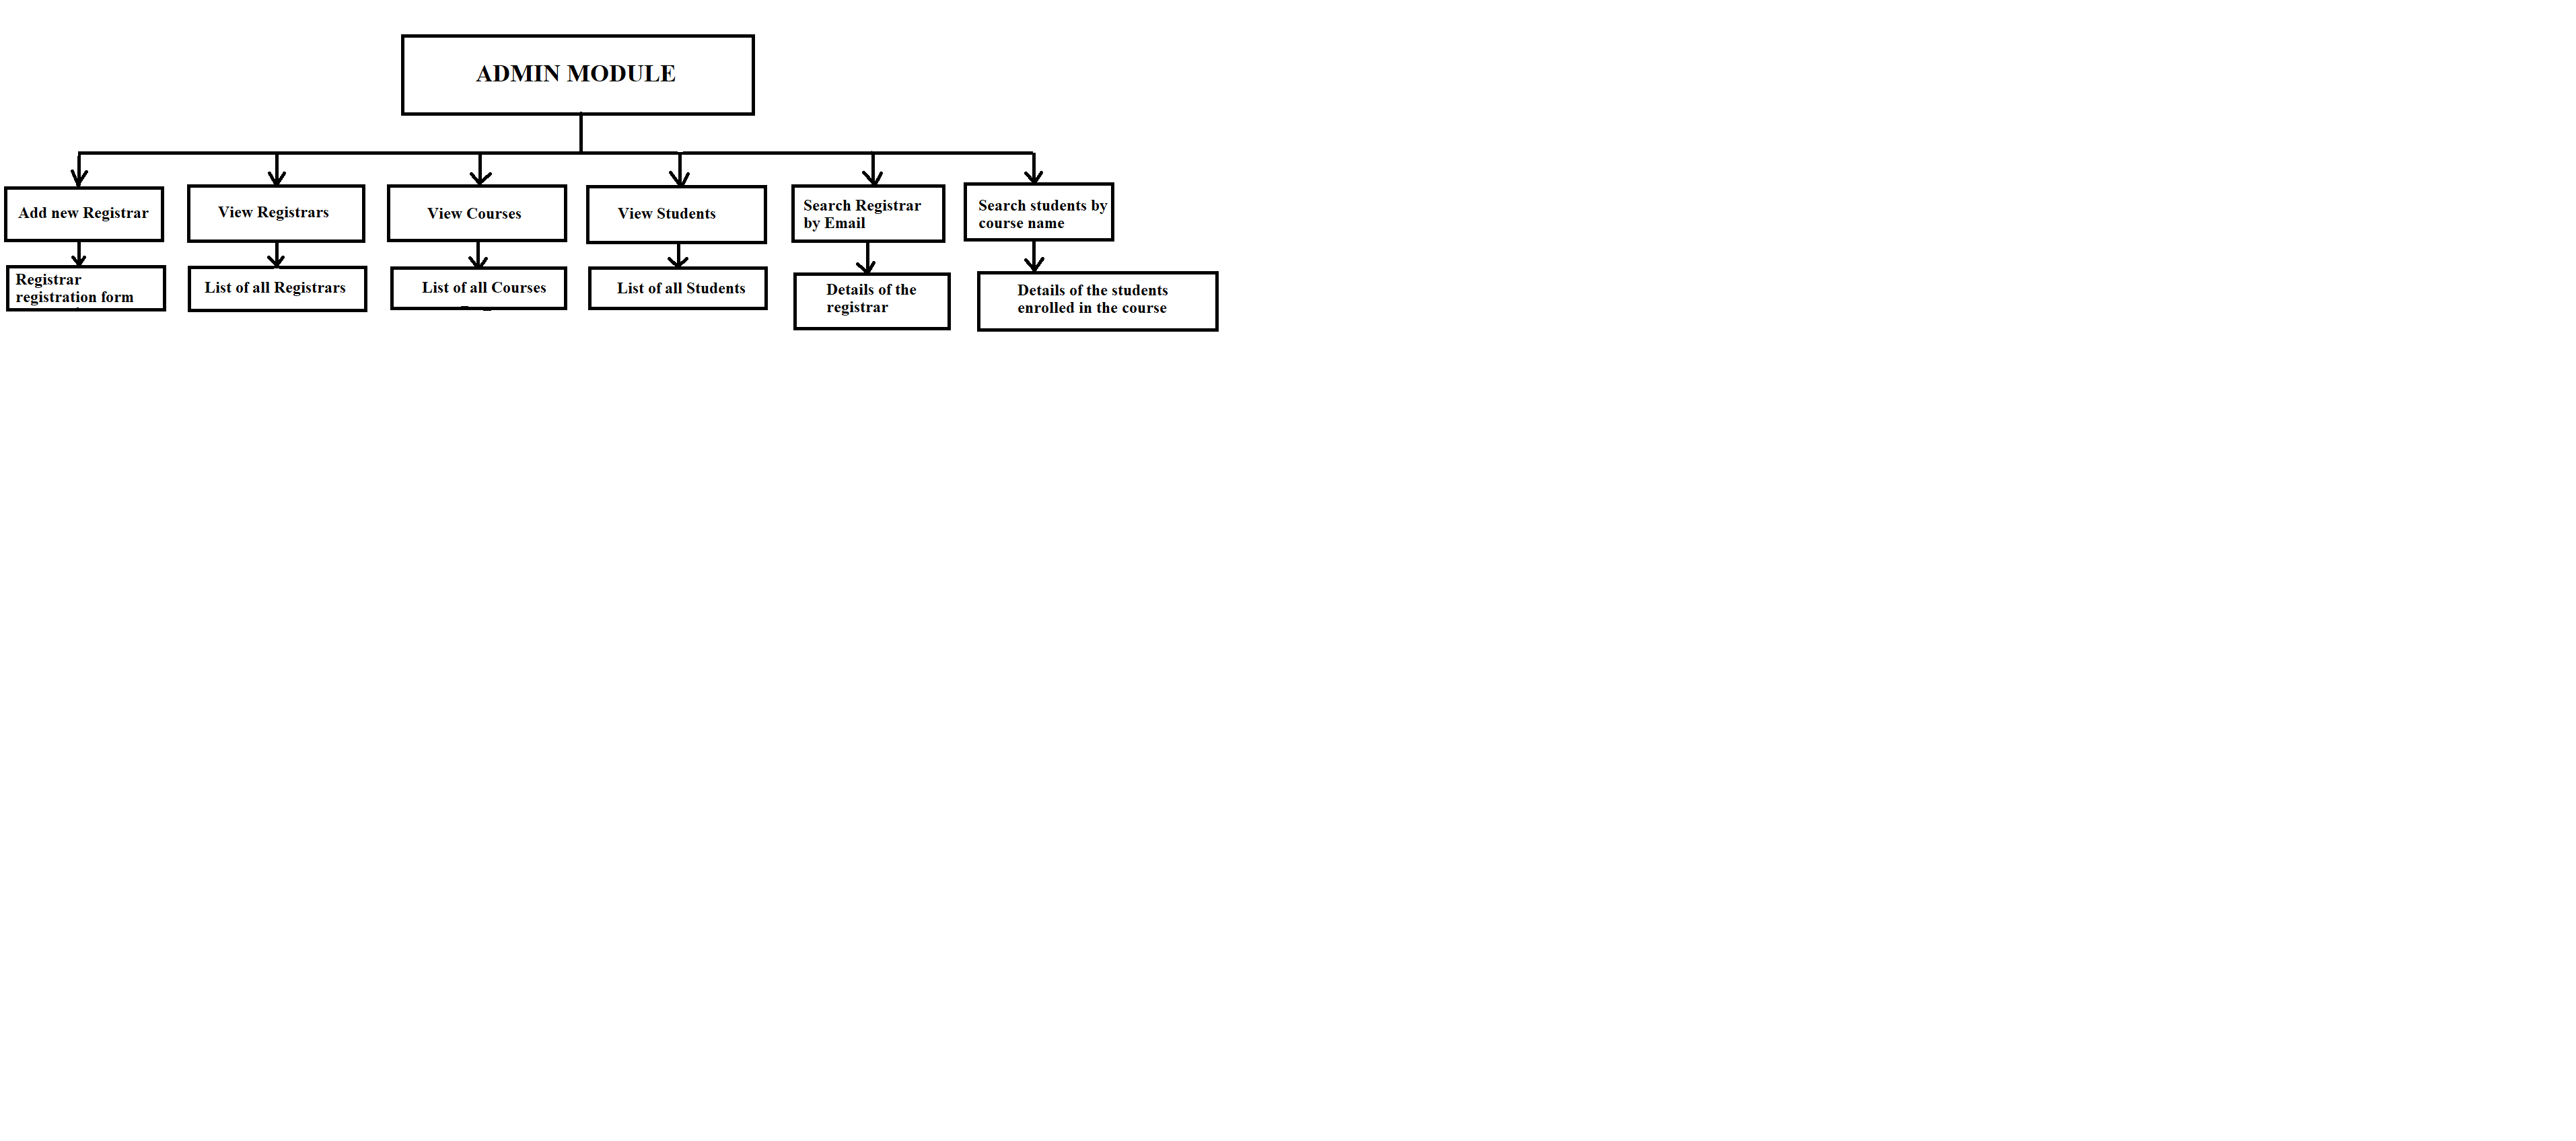 ADMIN MODULE
Add new Registrar
View Registrars
View Courses
View Students
Search Registrar
by Email
Search students by
course name
Registrar
registration form
List of all Registrars
List of all Courses
List of all Students
Details of the
registrar
Details of the students
enrolled in the course